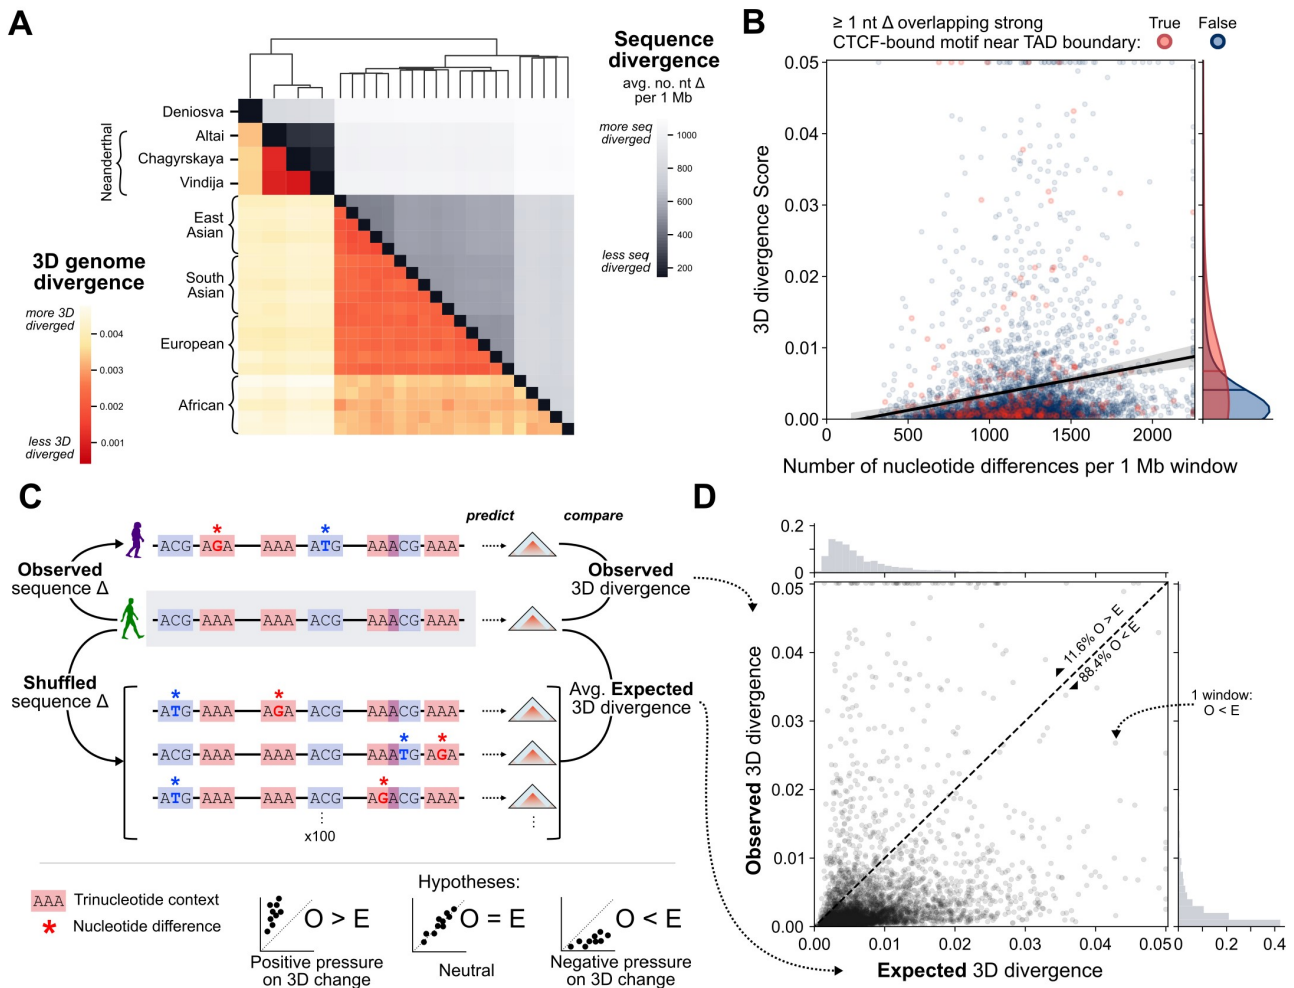 A
Sequence
divergence
avg. no. nt Δ
per 1 Mb
more seq
diverged
1000
800
600
400
200
less seq
diverged
Neanderthal
Deniosva
Altai
Chagyrskaya
Vindija
East
Asian
South
Asian
European
African
3D genome
divergence
more 3D
diverged
0.004
0.003
0.002
0.001
less 3D
diverged
B
≥ 1 nt Δ overlapping strong
CTCF-bound motif near TAD boundary:
True
False
3D divergence Score
0.05
0.04
0.03
0.02
0.01
0.00
0
500
1000
1500
2000
Number of nucleotide differences per 1 Mb window
C
predict
compare
* *
ACG AGA AAA ATG AAACG AAA
Observed
sequence Δ
Observed
3D divergence
ACG AAA AAA ACG AAACG AAA
Shuffled
sequence Δ
Avg. Expected
3D divergence
* *
ATG AAA AGA ACG AAACG AAA
* *
ACG AAA AAA ACG AAATG AGA
* *
ATG AAA AAA ACG AGACG AAA
x100
AAA Trinucleotide context
* Nucleotide difference
Hypotheses:
O > E
Positive pressure
on 3D change
O = E
Neutral
O < E
Negative pressure
on 3D change
D
0.2
0
Observed 3D divergence
0.05
0.04
0.03
0.02
0.01
0.00
11.6% O > E
88.4% O < E
1 window:
O < E
0.00
0.01
0.02
0.03
0.04
0.05
0
0.2
0.4
Expected 3D divergence